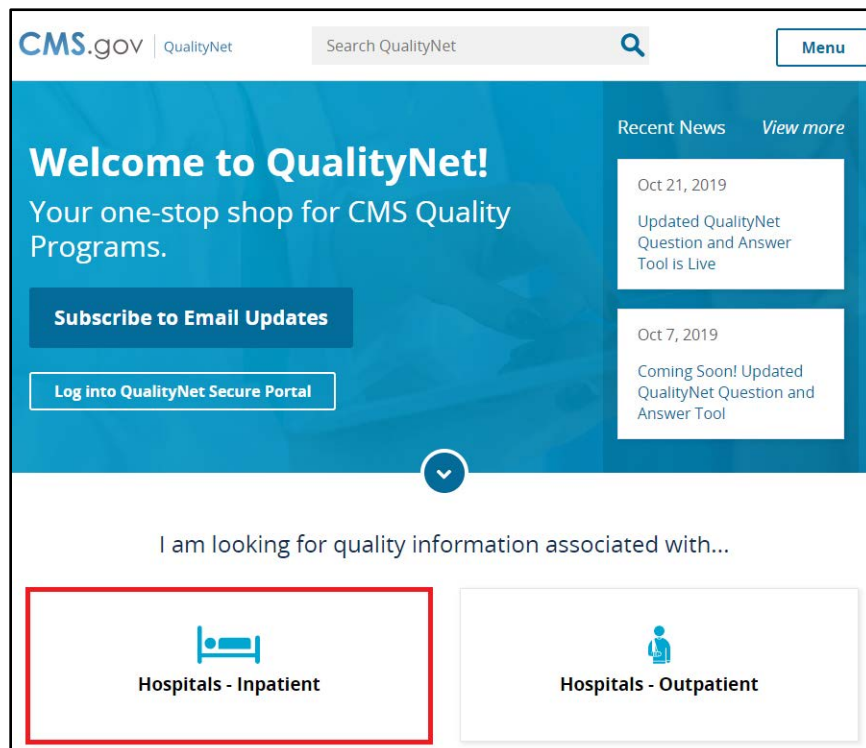 CMS.gov QualityNet
Search QualityNet
Menu
Welcome to QualityNet!
Your one-stop shop for CMS Quality
Programs.
Subscribe to Email Updates
Log into QualityNet Secure Portal
Recent News View more
Oct 21, 2019
Updated QualityNet
Question and Answer
Tool is Live
Oct 7, 2019
Coming Soon! Updated
QualityNet Question and
Answer Tool
I am looking for quality information associated with...
Hospitals - Inpatient
Hospitals - Outpatient